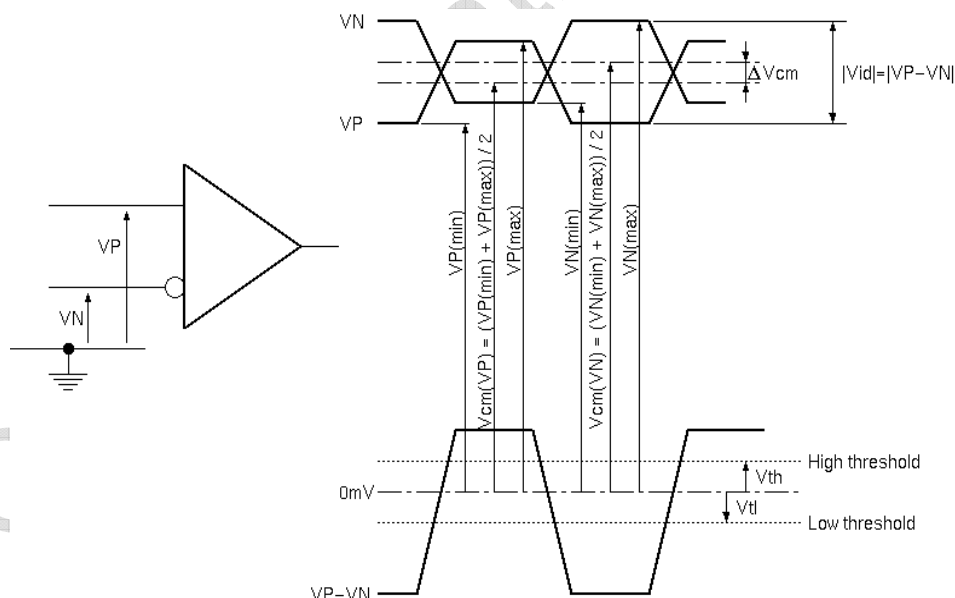 VN
ΔVcm
|Vid|=|VP-VN|
VP
VP(min)
Vcm(VP) = (VP(min) + VP(max)) / 2
VP(max)
VN(min)
Vcm(VN) = (VN(min) + VN(max)) / 2
VN(max)
VP
VN
High threshold
Vth
0mV
Vtl
Low threshold
VP-VN